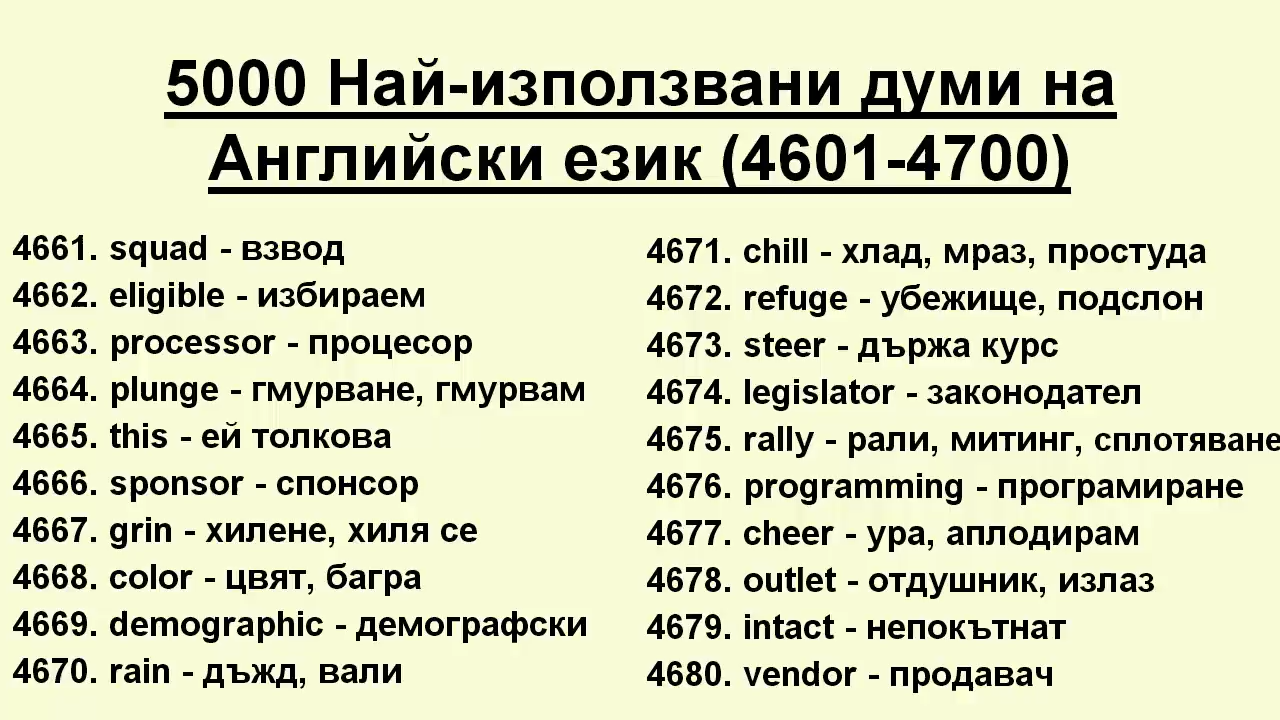 5000 Най-използвани думи на
Английски език (4601-4700)
4661. squad - взвод
4662. eligible - избираем
4663. processor - процесор
4664. plunge - гмурване, гмурвам
4665. this - ей толкова
4666. sponsor - спонсор
4667. grin - хилене, хиля се
4668. color - цвят, багра
4669. demographic - демографски
4670. rain - дъжд, вали
4671. chill - хлад, мраз, простуда
4672. refuge - убежище, подслон
4673. steer - държа курс
4674. legislator - законодател
4675. rally - рали, митинг, сплотяване
4676. programming - програмиране
4677. cheer - ура, аплодирам
4678. outlet - отдушник, излаз
4679. intact - непокътнат
4680. vendor - продавач